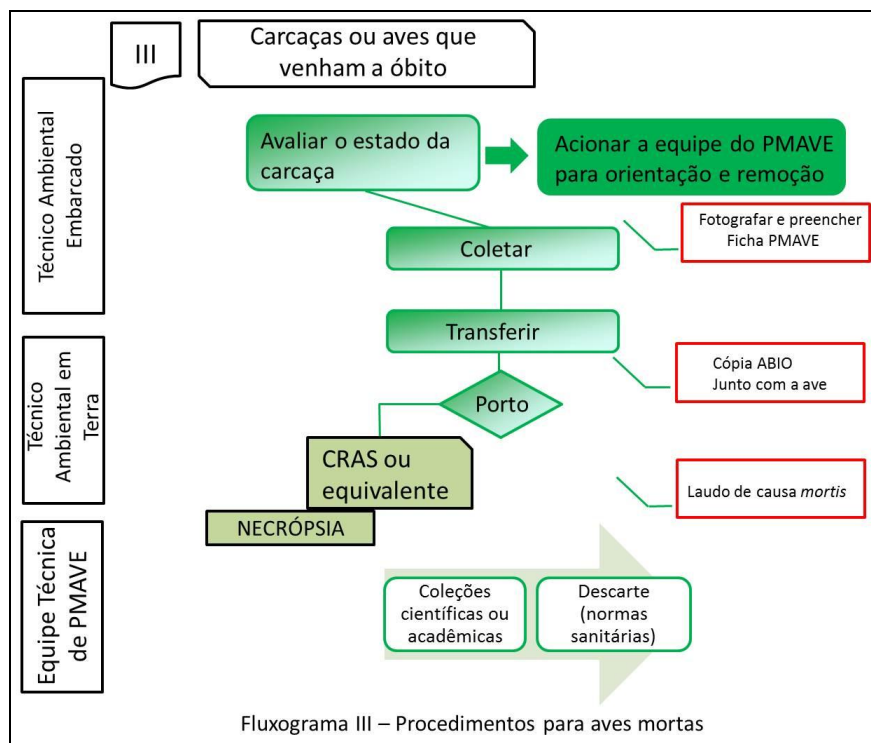 III
Carcaças ou aves que
venham a óbito
Técnico Ambiental
Embarcado
Avaliar o estado da
carcaça
Acionar a equipe do PMAVE
para orientação e remoção
Fotografar e preencher
Ficha PMAVE
Coletar
Transferir
Técnico
Ambiental em
Terra
Cópia ABIO
Junto com a ave
Porto
CRAS ou
equivalente
NECRÓPSIA
Laudo de causa mortis
Equipe Técnica
de PMAVE
Coleções
científicas ou
acadêmicas
Descarte
(normas
sanitárias)
Fluxograma III – Procedimentos para aves mortas